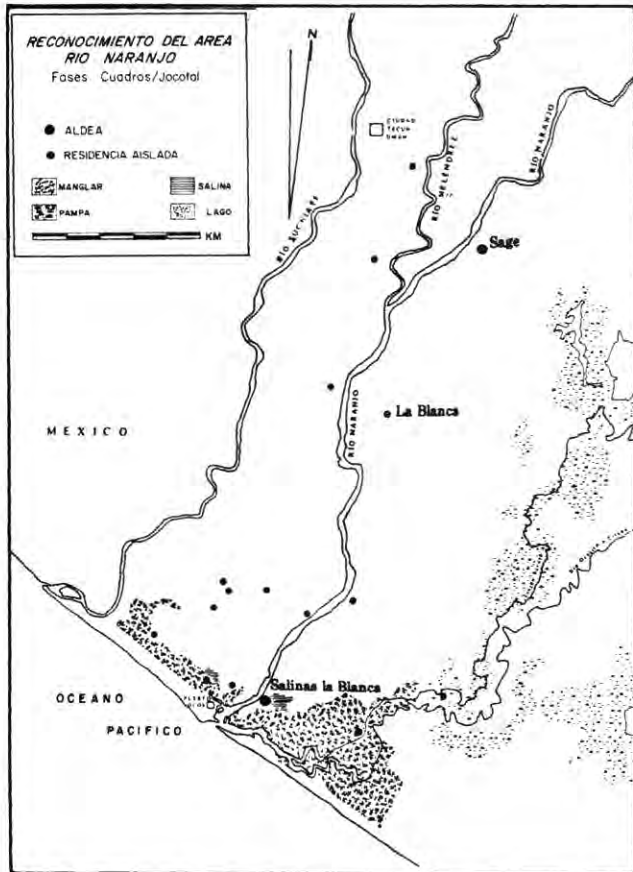 RECONOCIMIENTO DEL AREA
RIO NARANJO
Fases Cuadros/Jocotal
ALDEA
RESIDENCIA AISLADA
MANGLAR
SALINA
PAMPA
LAGO
KM
N
CIUDAD
TECUN
UMAN
RIO MELENDREZ
RIO NARANJO
RIO SUCHIATE
Sage
La Blanca
RIO NARANJO
MEXICO
Salinas la Blanca
OCEANO
PACIFICO